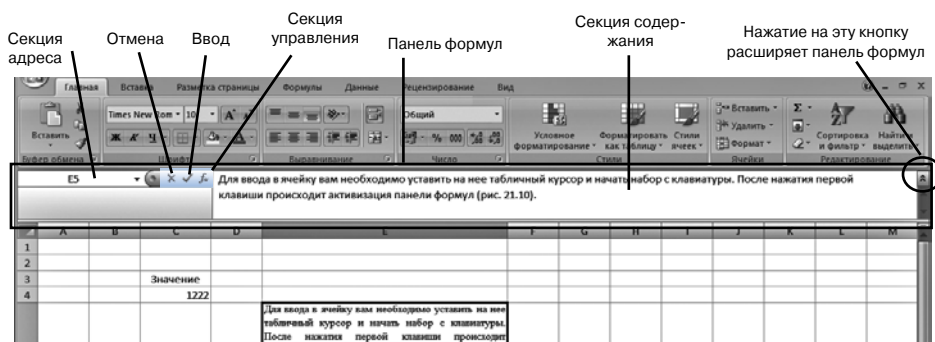 Секция адреса
Отмена
Ввод
Секция управления
Панель формул
Секция содер-
жания
Нажатие на эту кнопку
расширяет панель формул
Главная Вставка Разметка страницы Формулы Данные Рецензирование Вид
Вставить
Times New Rom 10
Ж К Ч
Общий
% 000
Условное
форматирование
Форматировать
как таблицу
Стили
ячеек
Вставить
Удалить
Формат
Сортировка
и фильтр
Найти и
выделить
Буфер обмена Шрифт Выравнивание Число Стили Ячейки Редактирование
E5
Для ввода в ячейку вам необходимо уставить на нее табличный курсор и начать набор с клавиатуры. После нажатия первой
клавиши происходит активизация панели формул (рис. 21.10).
A B C D E F G H I J K L M
1
2
3 Значение
4 1222
Для ввода в ячейку вам необходимо уставить на нее
табличный курсор и начать набор с клавиатуры.
После нажатия первой клавиши происходит